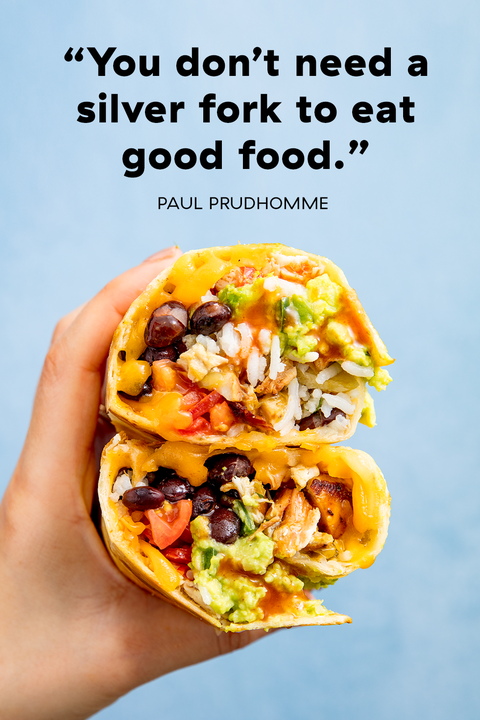 “You don’t need a
silver fork to eat
good food.”
PAUL PRUDHOMME